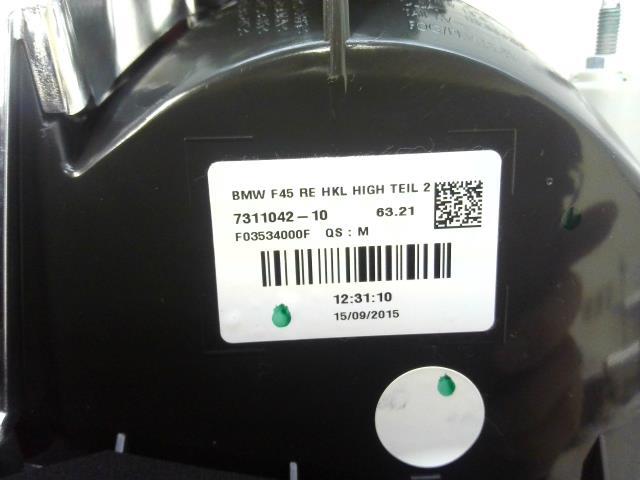 BMW F45 RE HKL HIGH TEIL 2
7311042-10 63.21
F03534000F QS : M
12:31:10
15/09/2015